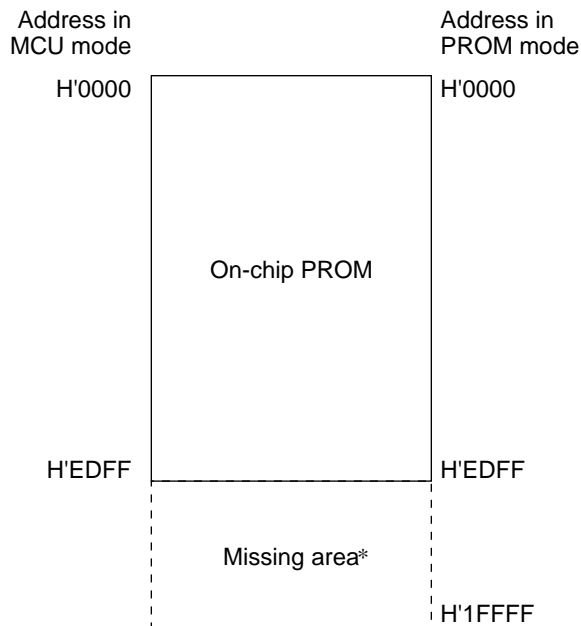 Address in
MCU mode
Address in
PROM mode
H'0000
H'0000
On-chip PROM
H'EDFF
H'EDFF
Missing area*
H'1FFFF